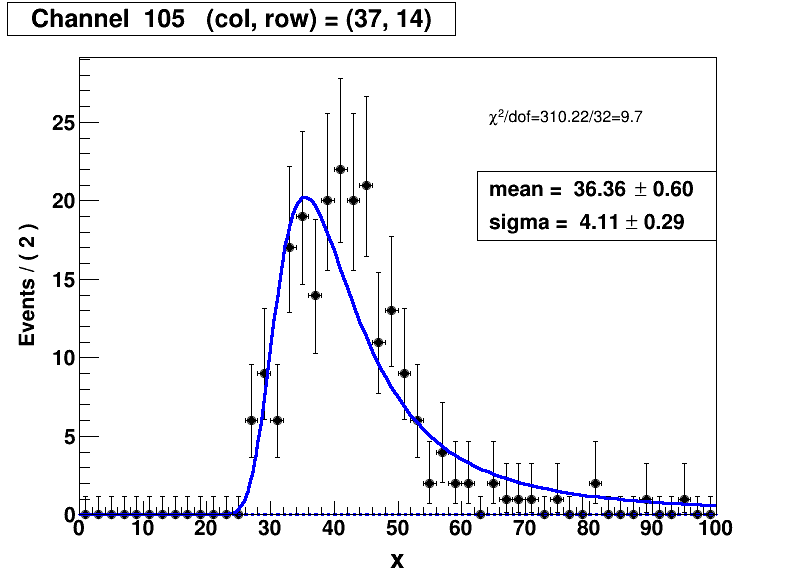 Channel 105 (col, row) = (37, 14)
χ²/dof=310.22/32=9.7
mean = 36.36 ± 0.60
sigma = 4.11 ± 0.29
Events / ( 2 )
25
20
15
10
5
0
0 10 20 30 40 50 60 70 80 90 100
x